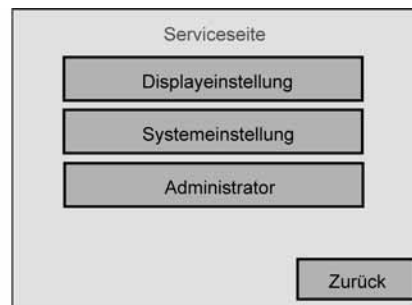 Serviceseite
Displayeinstellung
Systemeinstellung
Administrator
Zurück